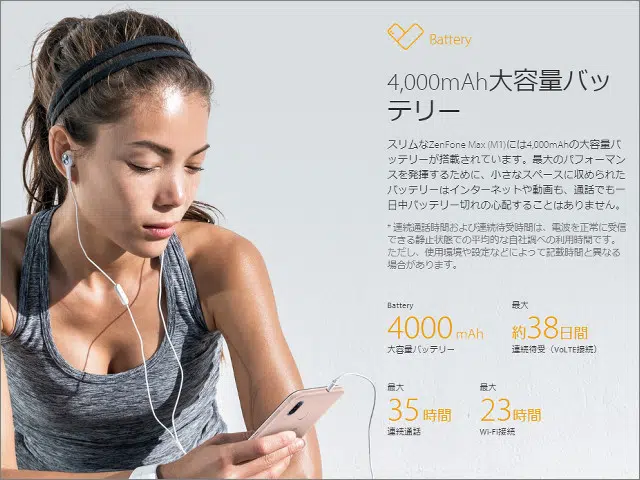 Battery
4,000mAh大容量バッ
テリー
スリムなZenFone Max (M1)には4,000mAhの大容量バ
ッテリーが搭載されています。最大のパフォーマン
スを発揮するために、小さなスペースに収められた
バッテリーはインターネットや動画も、通話でも一
日中バッテリー切れの心配することはありません。
* 連続通話時間および連続待受時間は、電波を正常に受信
できる静止状態での平均的な自社調べの利用時間です。
ただし、使用環境や設定などによって記載時間と異なる
場合があります。
Battery
4000 mAh
大容量バッテリー
最大
約38日間
連続待受（VoLTE接続）
最大
35 時間
連続通話
最大
23時間
Wi-Fi接続